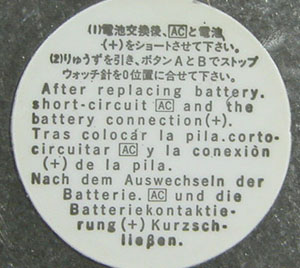 (1)電池交換後、ACと電池
(+)をショートさせて下さい。
(2)りゅうずを引き、ボタンAとBでストップ
ウォッチ針を0位置に合せて下さい。
After replacing battery.
short-circuit AC and the
battery connection(+).
Tras colocár la pila.corto-
circuitar AC y la conexiòn
(+) de la pila.
Nach dem Auswechseln der
Batterie. AC und die
Batteriekontaktie-
rung(+) Kurzsch-
ließen.